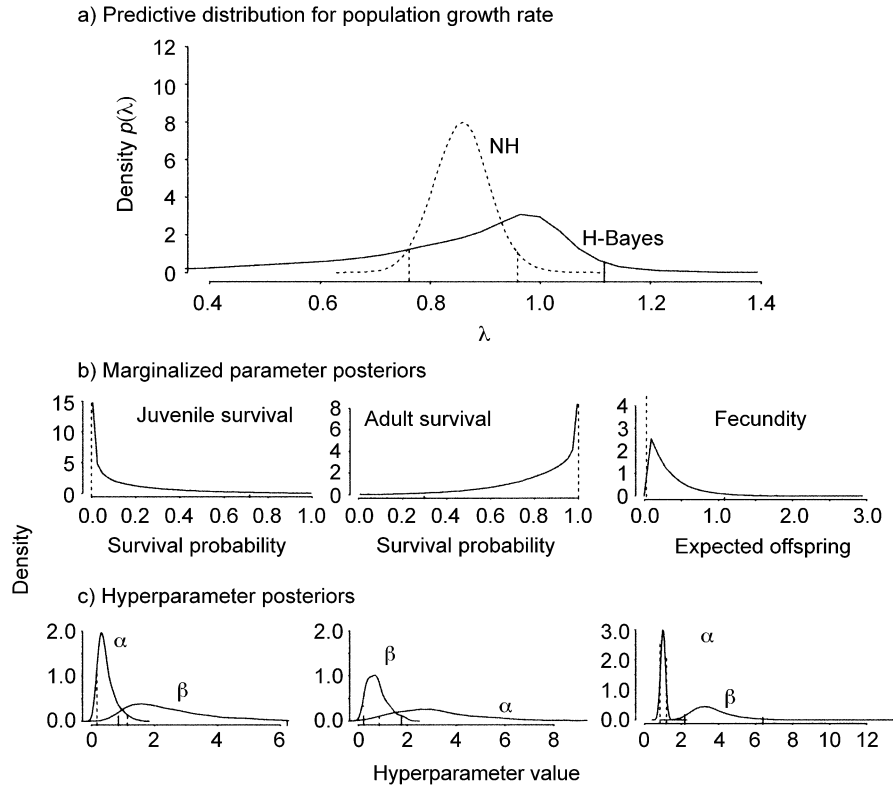 a) Predictive distribution for population growth rate
12
10
8
6
4
2
0
Density p(λ)
NH
H-Bayes
0.4 0.6 0.8 1.0 1.2 1.4
λ
b) Marginalized parameter posteriors
15
10
5
0
Juvenile survival
0.0 0.2 0.4 0.6 0.8 1.0
Survival probability
8
6
4
2
0
Adult survival
0.0 0.2 0.4 0.6 0.8 1.0
Survival probability
4
3
2
1
0
Fecundity
0.0 1.0 2.0 3.0
Expected offspring
Density
c) Hyperparameter posteriors
2.0
1.0
0.0
α
β
0 2 4 6
2.0
1.0
0.0
β
α
0 2 4 6 8
3.0
2.0
1.0
0.0
α
β
0 2 4 6 8 10 12
Hyperparameter value